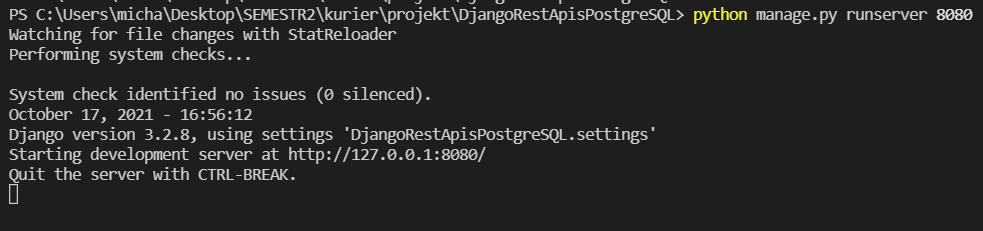 PS C:\Users\micha\Desktop\SEMESTR2\kurier\projekt\DjangoRestApisPostgreSQL> python manage.py runserver 8080
Watching for file changes with StatReloader
Performing system checks...
System check identified no issues (0 silenced).
October 17, 2021 - 16:56:12
Django version 3.2.8, using settings 'DjangoRestApisPostgreSQL.settings'
Starting development server at http://127.0.0.1:8080/
Quit the server with CTRL-BREAK.